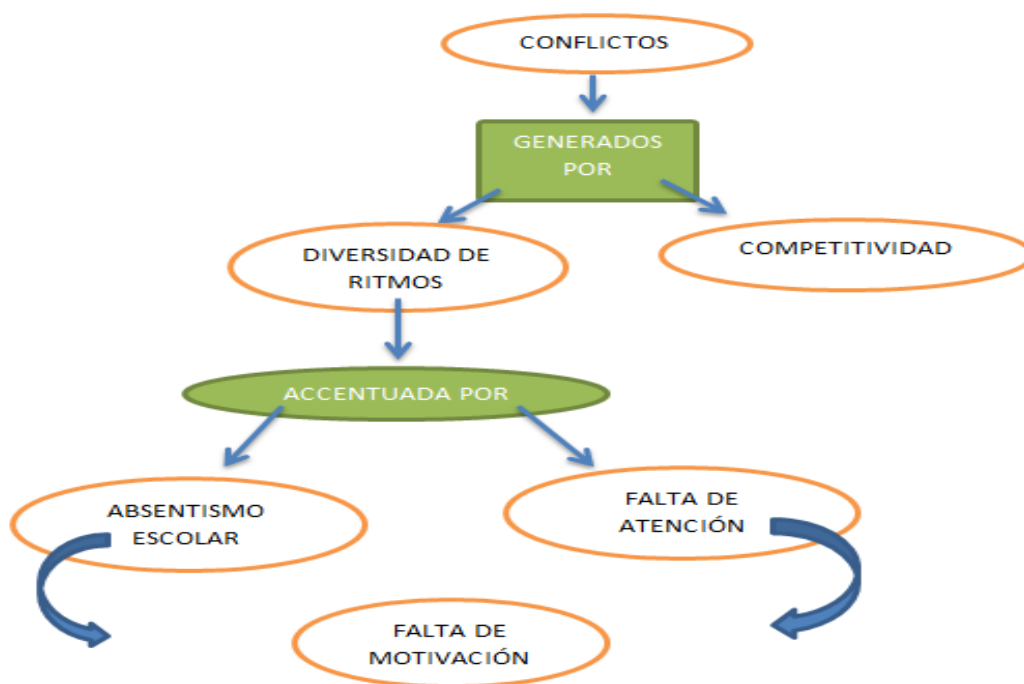 CONFLICTOS
GENERADOS
POR
DIVERSIDAD DE
RITMOS
COMPETITIVIDAD
ACCENTUADA POR
ABSENTISMO
ESCOLAR
FALTA DE
ATENCIÓN
FALTA DE
MOTIVACIÓN